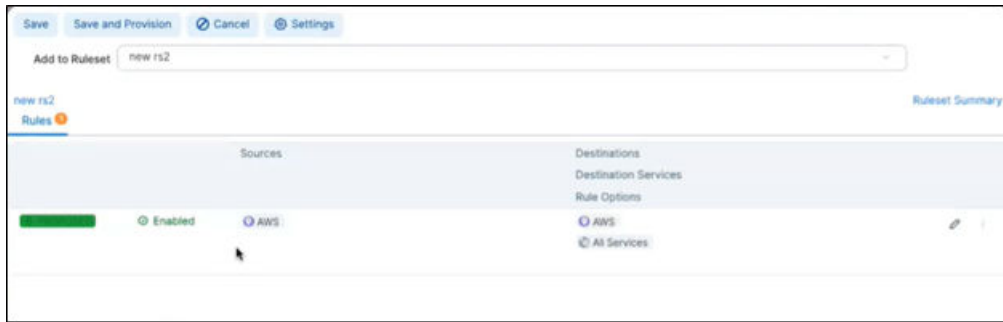 Save Save and Provision Cancel Settings
Add to Ruleset new rs2
new rs2 Ruleset Summary
Rules 1
Sources Destinations
Destination Services
Rule Options
Enabled AWS AWS
All Services